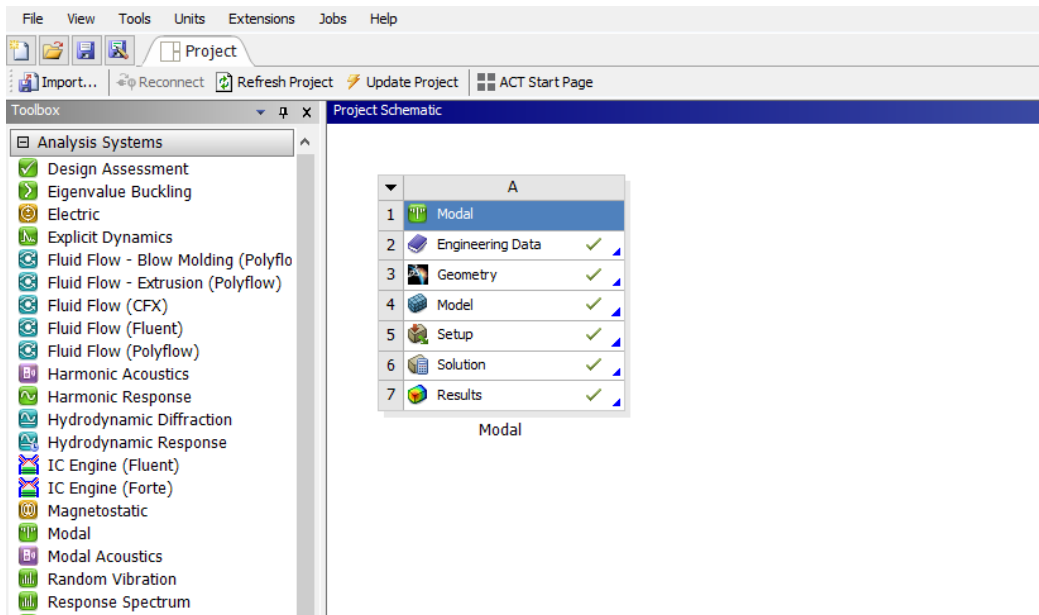 File View Tools Units Extensions Jobs Help
Project
Import... Reconnect Refresh Project Update Project ACT Start Page
Toolbox
Analysis Systems
Design Assessment
Eigenvalue Buckling
Electric
Explicit Dynamics
Fluid Flow - Blow Molding (Polyflo
Fluid Flow - Extrusion (Polyflow)
Fluid Flow (CFX)
Fluid Flow (Fluent)
Fluid Flow (Polyflow)
Harmonic Acoustics
Harmonic Response
Hydrodynamic Diffraction
Hydrodynamic Response
IC Engine (Fluent)
IC Engine (Forte)
Magnetostatic
Modal
Modal Acoustics
Random Vibration
Response Spectrum
Project Schematic
A
1 Modal
2 Engineering Data
3 Geometry
4 Model
5 Setup
6 Solution
7 Results
Modal